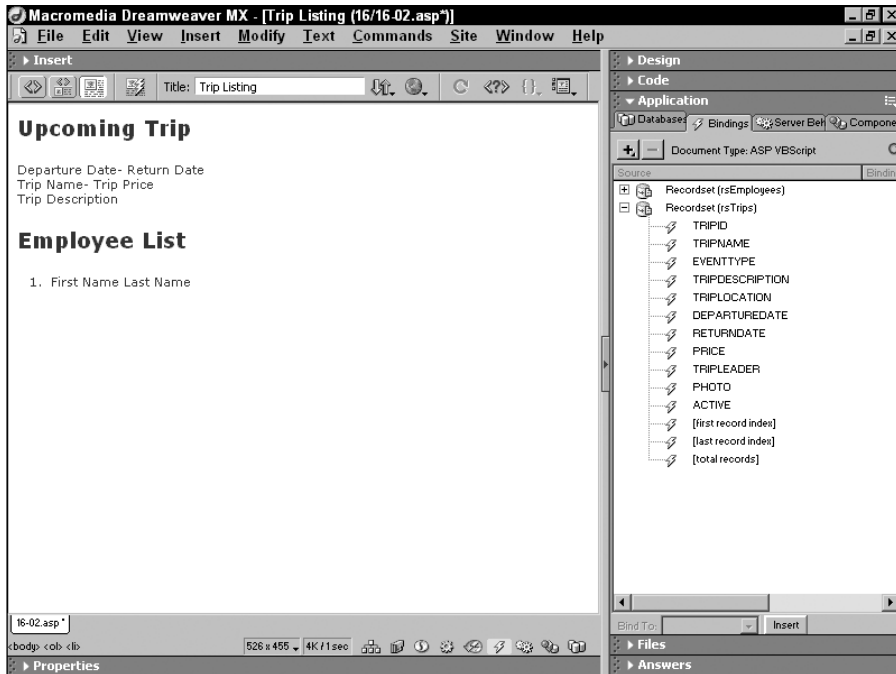 Macromedia Dreamweaver MX - [Trip Listing (16/16-02.asp*)]
File Edit View Insert Modify Text Commands Site Window Help
Insert
Title: Trip Listing
Upcoming Trip
Departure Date- Return Date
Trip Name- Trip Price
Trip Description
Employee List
1. First Name Last Name
16-02.asp*
<body> <ol> <li>
526 x 455 4K / 1 sec
Properties
Design
Code
Application
Databases Bindings Server Beh Compone
Document Type: ASP VBScript
Source Bindin
Recordset (rsEmployees)
Recordset (rsTrips)
TRIPID
TRIPNAME
EVENTTYPE
TRIPDESCRIPTION
TRIPLOCATION
DEPARTUREDATE
RETURNDATE
PRICE
TRIPLEADER
PHOTO
ACTIVE
[first record index]
[last record index]
[total records]
Bind To: Insert
Files
Answers